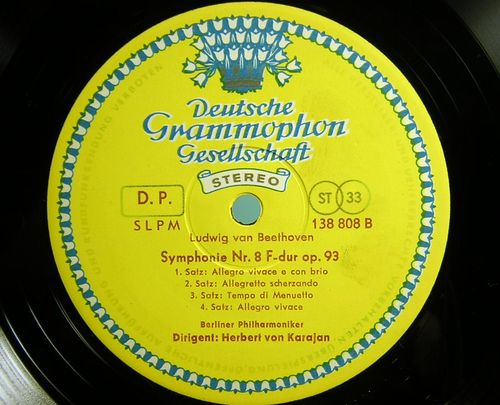 Deutsche
Grammophon
Gesellschaft
STEREO
D. P.
ST 33
SLPM
138 808 B
Ludwig van Beethoven
Symphonie Nr. 8 F-dur op. 93
1. Satz: Allegro vivace e con brio
2. Satz: Allegretto scherzando
3. Satz: Tempo di Menuetto
4. Satz: Allegro vivace
Berliner Philharmoniker
Dirigent: Herbert von Karajan